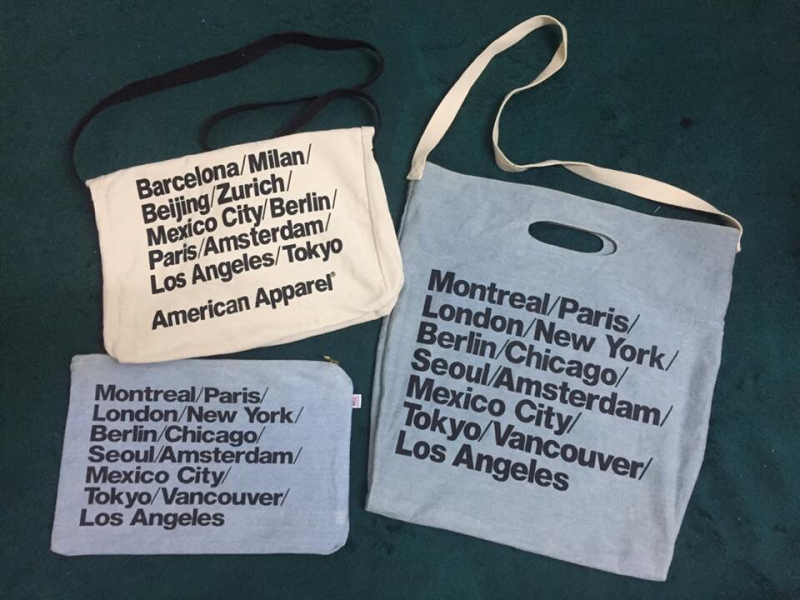 Barcelona/Milan/
Beijing/Zurich/
Mexico City/Berlin/
Paris/Amsterdam/
Los Angeles/Tokyo
American Apparel®
Montreal/Paris/
London/New York/
Berlin/Chicago/
Seoul/Amsterdam/
Mexico City/
Tokyo/Vancouver/
Los Angeles
Montreal/Paris/
London/New York/
Berlin/Chicago/
Seoul/Amsterdam/
Mexico City/
Tokyo/Vancouver/
Los Angeles